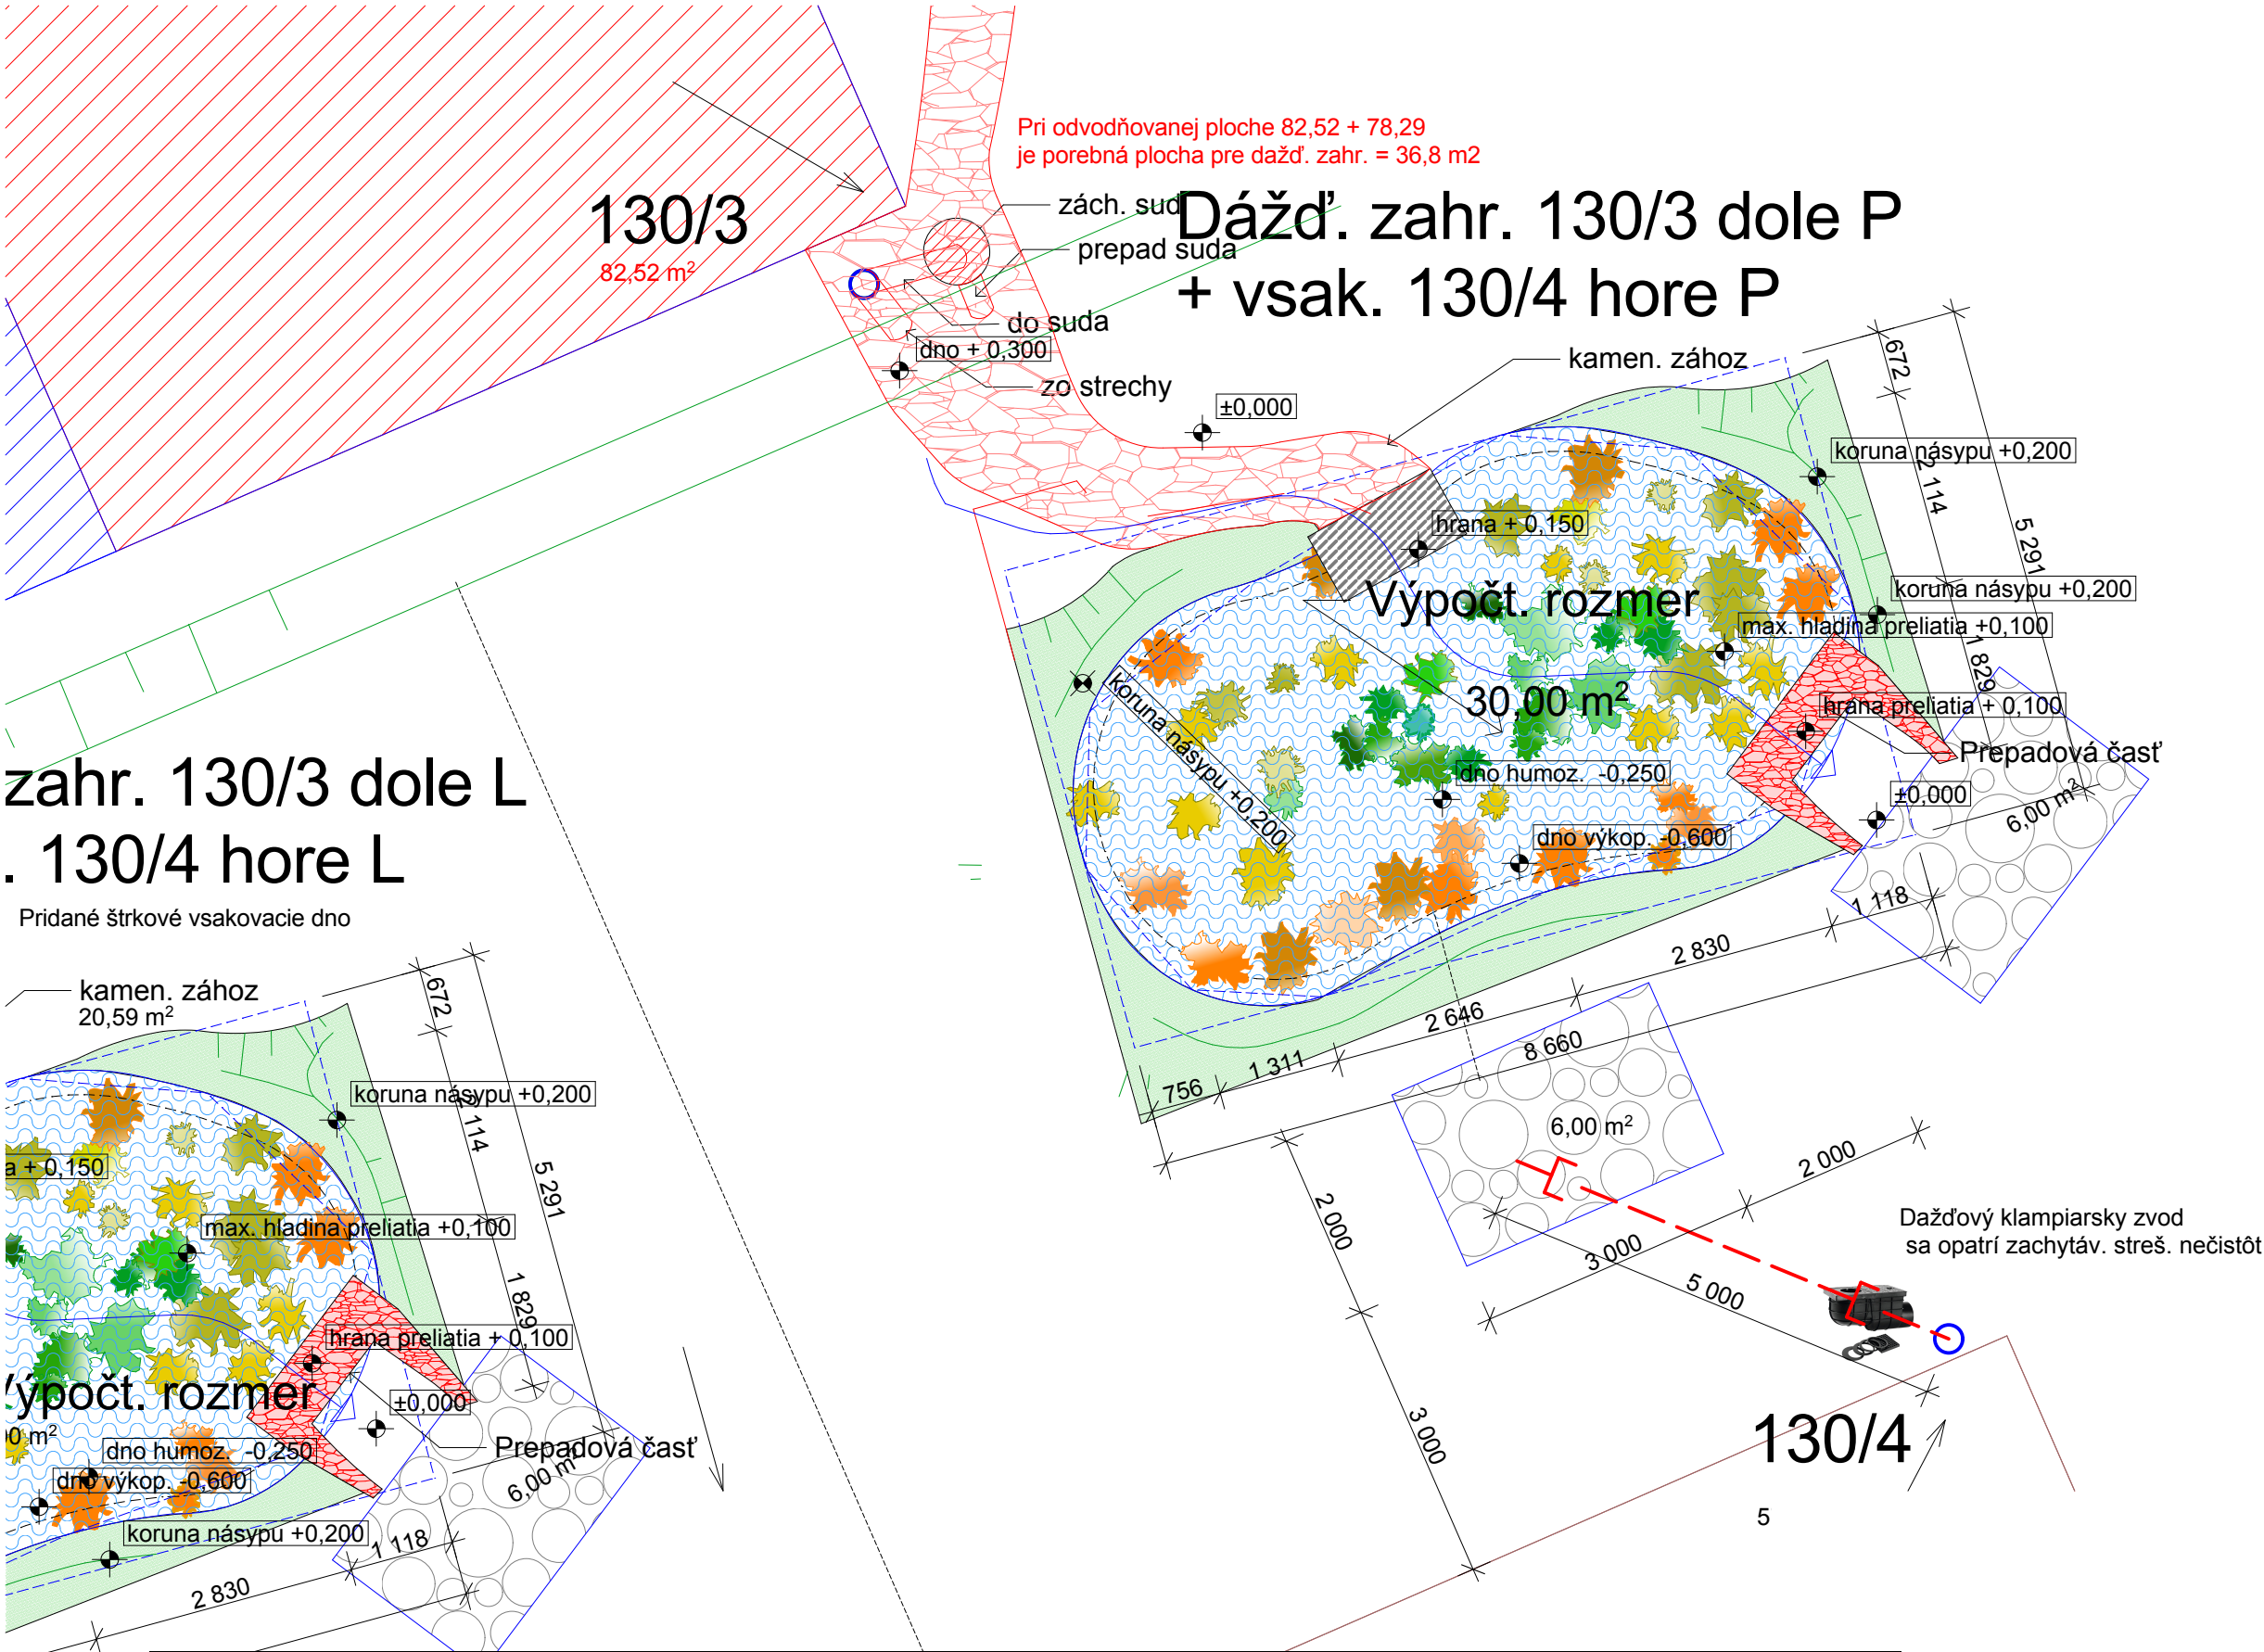 Pri odvodňovanej ploche 82,52 + 78,29
je porebná plocha pre dažď. zahr. = 36,8 m2
130/3
82,52 m²
zách. sud
prepad suda
do suda
dno + 0,300
zo strechy
Dážď. zahr. 130/3 dole P
+ vsak. 130/4 hore P
kamen. zához
±0,000
672
koruna násypu +0,200
2 114
5 291
hrana + 0,150
Výpočt. rozmer
koruna násypu +0,200
max. hladina preliatia +0,100
1 829
30,00 m²
koruna násypu +0,200
hrana preliatia + 0,100
Prepadová časť
dno humoz. -0,250
±0,000
6,00 m²
dno výkop. -0,600
1 118
2 830
2 646
8 660
1 311
756
zahr. 130/3 dole L
. 130/4 hore L
Pridané štrkové vsakovacie dno
kamen. zához
20,59 m²
672
koruna násypu +0,200
2 114
5 291
a + 0,150
max. hladina preliatia +0,100
1 829
hrana preliatia + 0,100
Výpočt. rozmer
0 m²
±0,000
dno humoz. -0,250
Prepadová časť
dno výkop. -0,600
6,00 m²
koruna násypu +0,200
1 118
2 830
6,00 m²
2 000
2 000
3 000
5 000
3 000
Dažďový klampiarsky zvod
sa opatrí zachytáv. streš. nečistôt
130/4
5